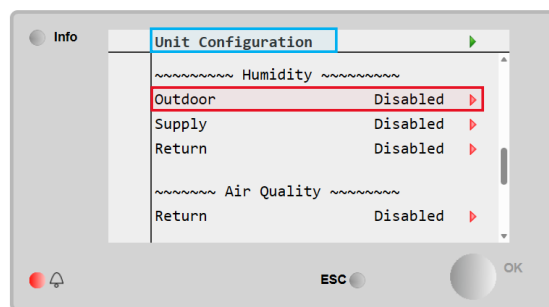 Info
Unit Configuration
~~~~~~~~~ Humidity ~~~~~~~~~
Outdoor Disabled
Supply Disabled
Return Disabled
~~~~~~~ Air Quality ~~~~~~~~
Return Disabled
ESC
OK